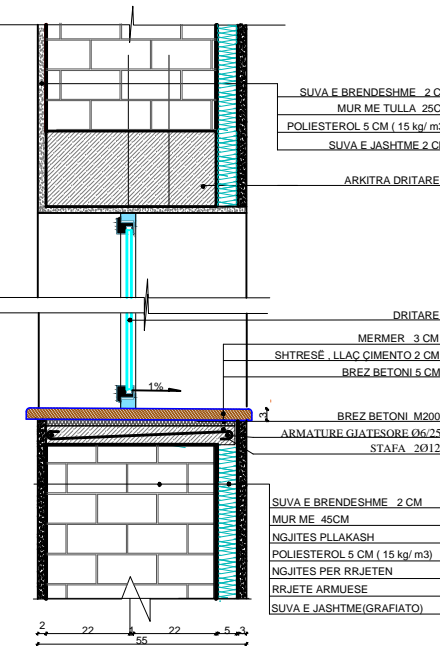 SUVA E BRENDESHME 2 C
MUR ME TULLA 25C
POLIESTEROL 5 CM ( 15 kg/ m3
SUVA E JASHTME 2 C
ARKITRA DRITARE
DRITARE
MERMER 3 CM
SHTRESË , LLAÇ ÇIMENTO 2 CM
BREZ BETONI 5 CM
1%
3
BREZ BETONI M200
ARMATURE GJATESORE Ø6/25
STAFA 2Ø12
SUVA E BRENDESHME 2 CM
MUR ME 45CM
NGJITES PLLAKASH
POLIESTEROL 5 CM ( 15 kg/ m3)
NGJITES PER RRJETEN
RRJETE ARMUESE
SUVA E JASHTME(GRAFIATO)
2 22 1 22 5 3
55